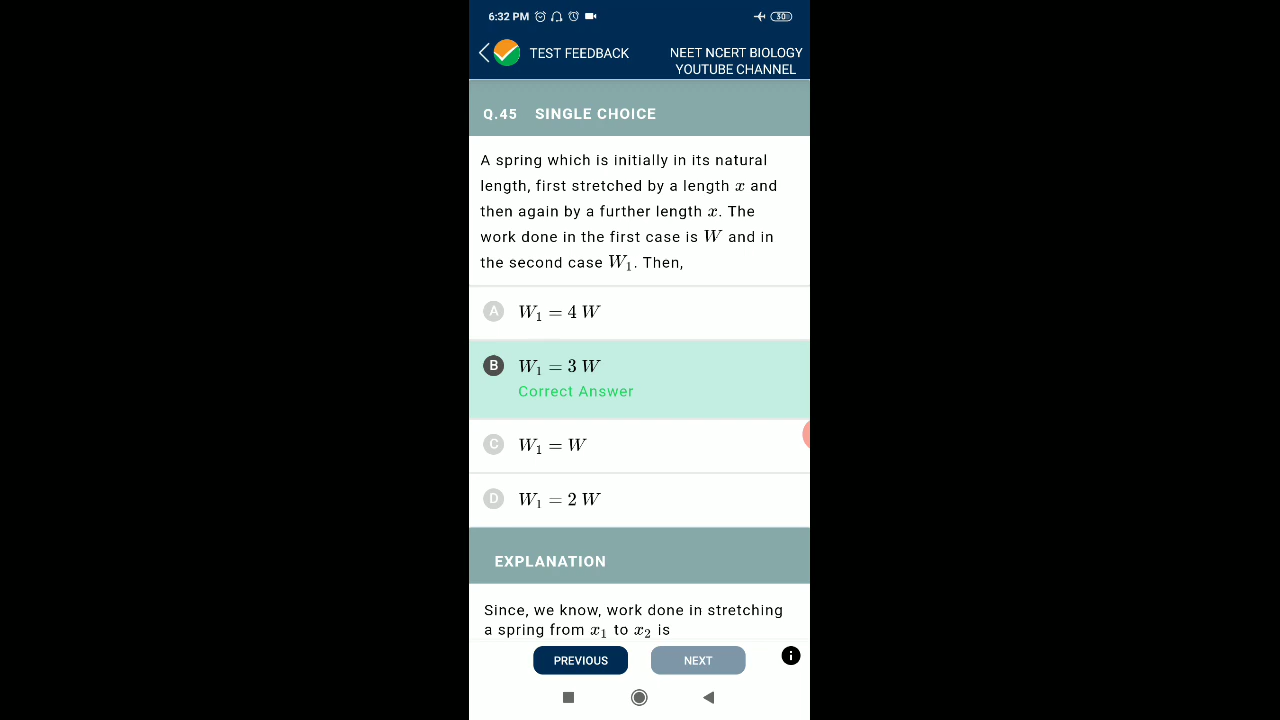 6:32 PM 30
TEST FEEDBACK NEET NCERT BIOLOGY
YOUTUBE CHANNEL
Q.45 SINGLE CHOICE
A spring which is initially in its natural
length, first stretched by a length x and
then again by a further length x. The
work done in the first case is W and in
the second case W₁. Then,
A W₁ = 4 W
B W₁ = 3 W
Correct Answer
C W₁ = W
D W₁ = 2 W
EXPLANATION
Since, we know, work done in stretching
a spring from x₁ to x₂ is
PREVIOUS NEXT